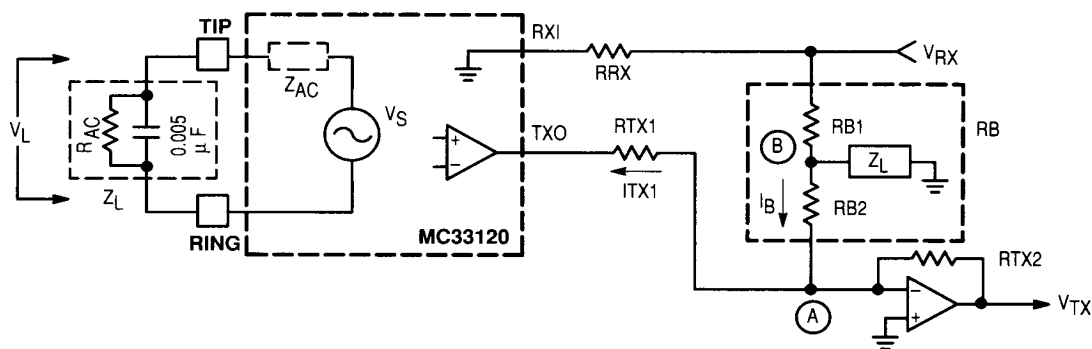 TIP
RXI
RRX
VRX
ZAC
VL
RAC
0.005
µ F
VS
TXO
RTX1
ITX1
RB1
RB
B
ZL
IB
RB2
ZL
RING
MC33120
RTX2
A
VTX